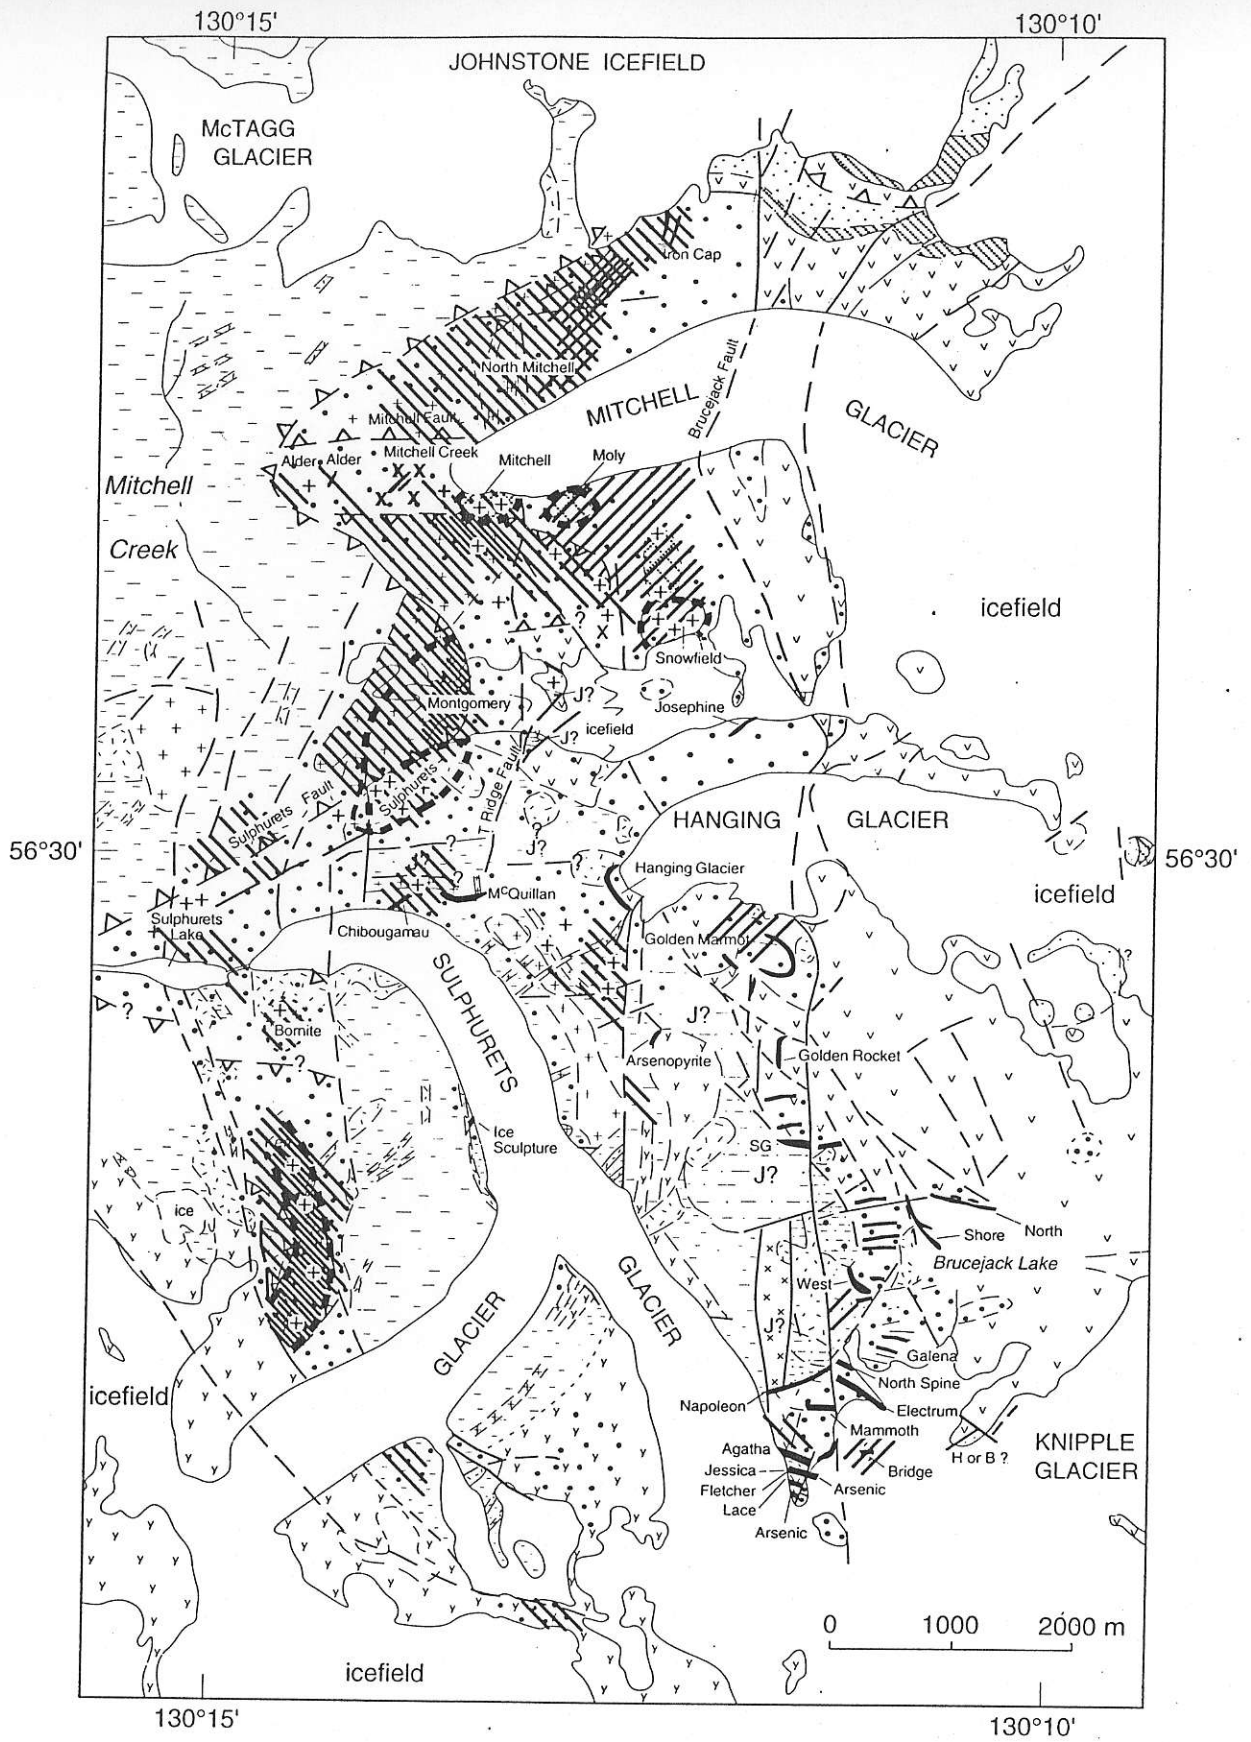 130°15'
130°10'
JOHNSTONE ICEFIELD
McTAGG
GLACIER
Iron Cap
North Mitchell
MITCHELL
GLACIER
Brucejack Fault
Mitchell Fault
Alder
Alder
Mitchell Creek
Mitchell
Moly
Mitchell
Creek
icefield
Snowfield
Montgomery
J?
Josephine
icefield
J?
Sulphurets
T Ridge Fault
Sulphurets Fault
HANGING
GLACIER
56°30'
56°30'
?
?
J?
?
?
?
Hanging Glacier
McQuillan
icefield
Sulphurets
Lake
Chibougamau
Golden Marmot
?
SULPHURETS
?
J?
Bornite
?
Arsenopyrite
Golden Rocket
Ice
Sculpture
SG
J?
ice
North
Shore
Brucejack Lake
GLACIER
GLACIER
West
J?
Galena
icefield
North Spine
Napoleon
Electrum
Mammoth
KNIPPLE
GLACIER
H or B ?
Agatha
Jessica
Bridge
Fletcher
Arsenic
Lace
Arsenic
0 1000 2000 m
icefield
130°15'
130°10'